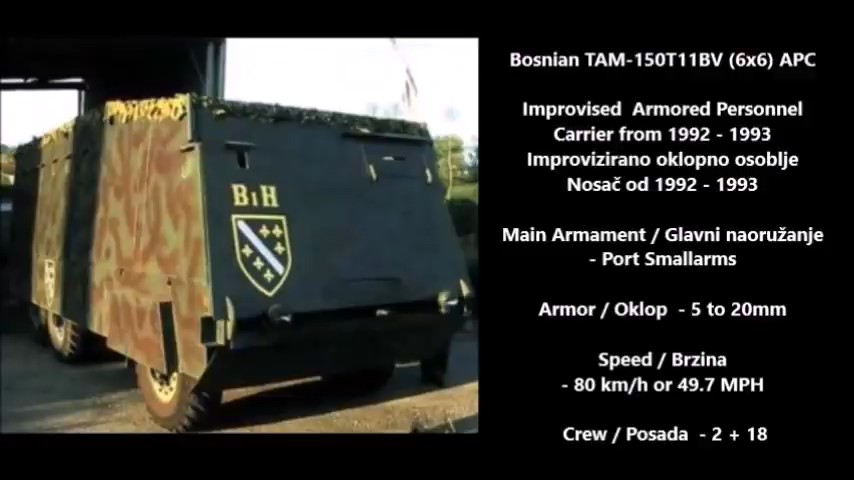 Bosnian TAM-150T11BV (6x6) APC
Improvised Armored Personnel
Carrier from 1992 - 1993
Improvizirano oklopno osoblje
Nosač od 1992 - 1993
Main Armament / Glavni naoružanje
- Port Smallarms
Armor / Oklop - 5 to 20mm
Speed / Brzina
- 80 km/h or 49.7 MPH
Crew / Posada - 2 + 18
BiH